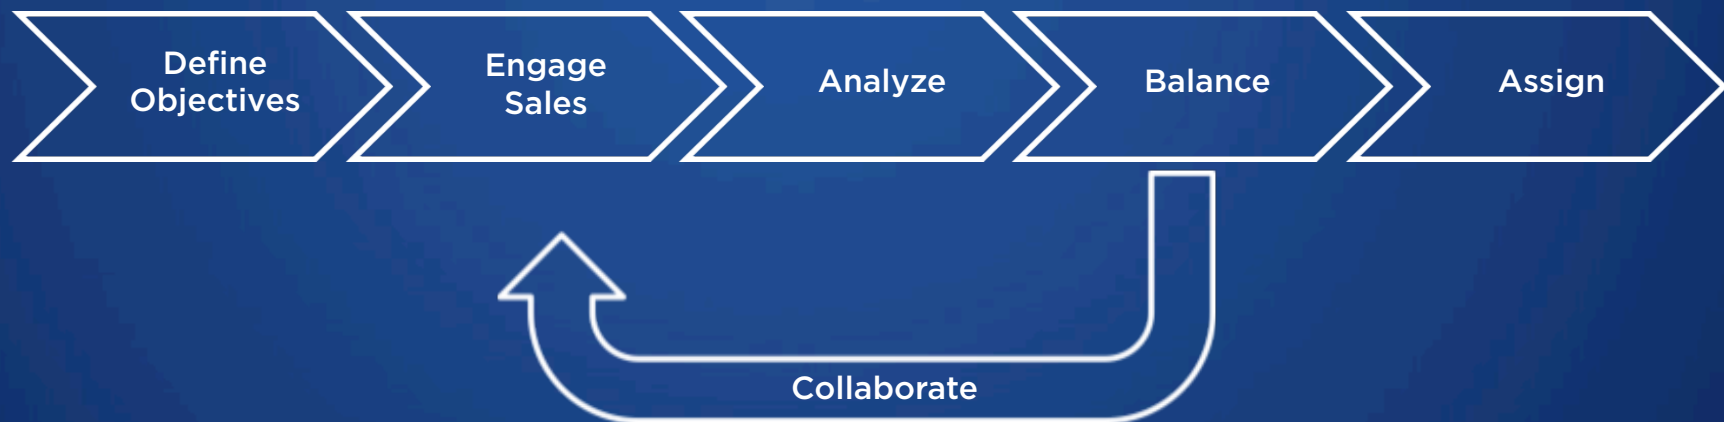 Define
Objectives
Engage
Sales
Analyze
Balance
Assign
Collaborate